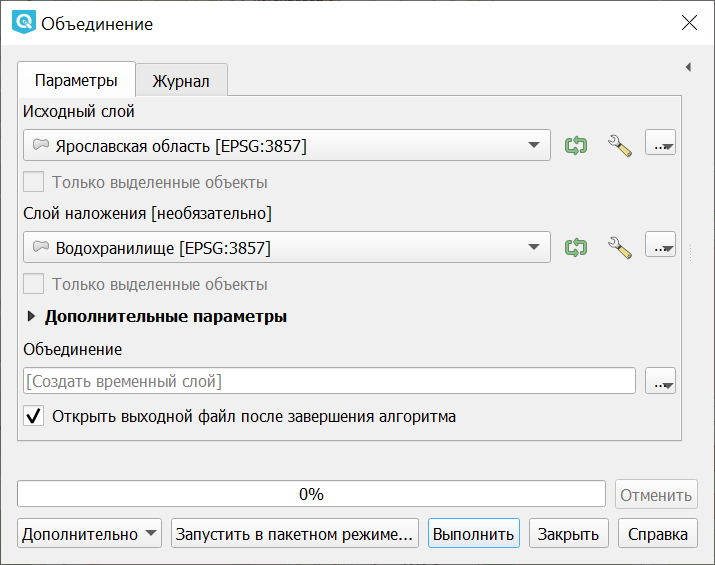 Объединение
Параметры
Журнал
Исходный слой
Ярославская область [EPSG:3857]
...
Только выделенные объекты
Слой наложения [необязательно]
Водохранилище [EPSG:3857]
...
Только выделенные объекты
Дополнительные параметры
Объединение
[Создать временный слой]
...
Открыть выходной файл после завершения алгоритма
0%
Отменить
Дополнительно
Запустить в пакетном режиме...
Выполнить
Закрыть
Справка